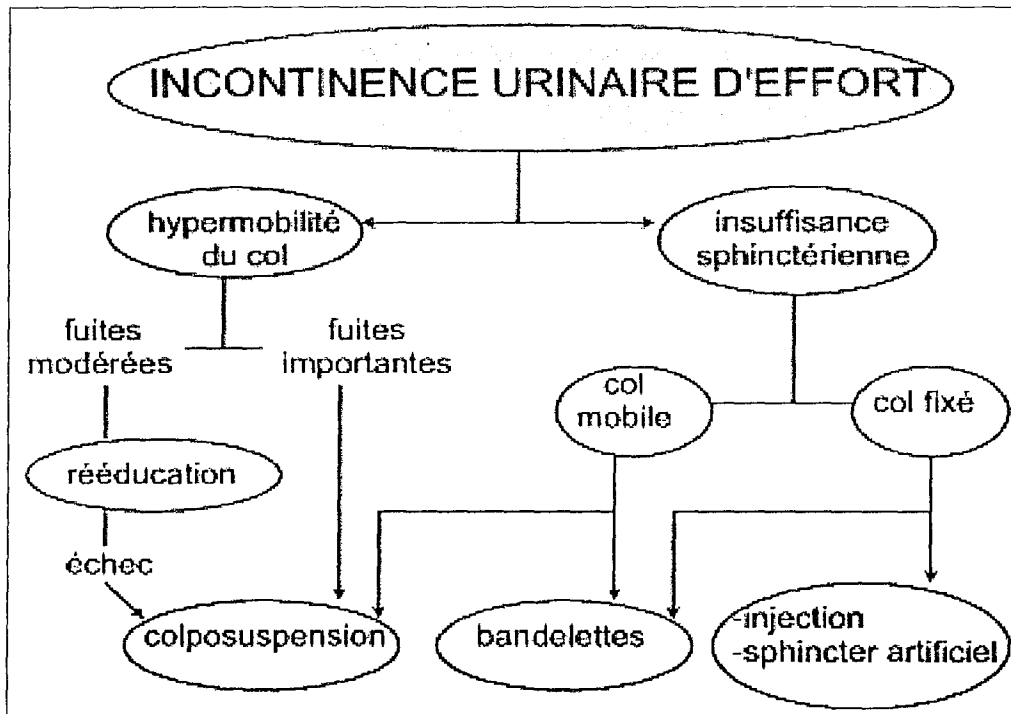 INCONTINENCE URINAIRE D'EFFORT
hypermobilité
du col
insuffisance
sphinctérienne
fuites
modérées
fuites
importantes
col
mobile
col fixé
rééducation
échec
colposuspension
bandelettes
-injection
-sphincter artificiel